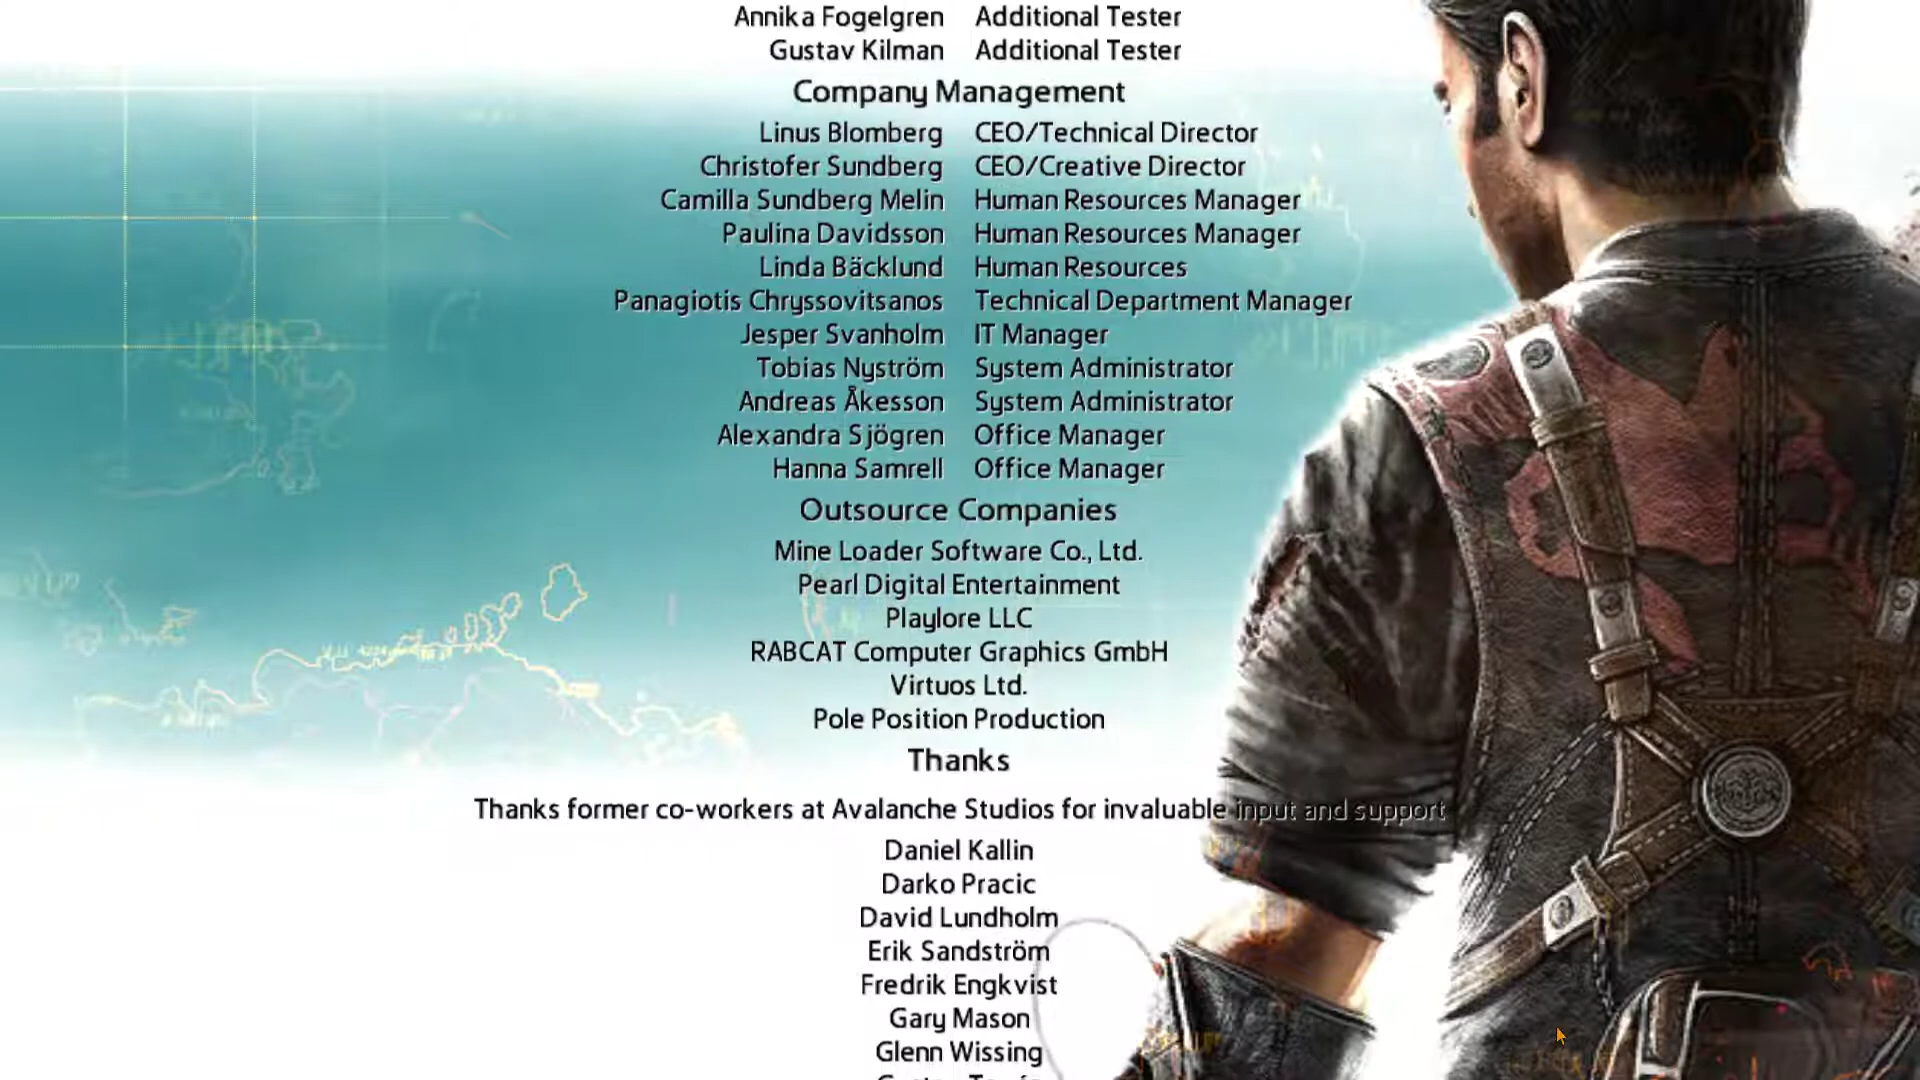 Annika Fogelgren Additional Tester
Gustav Kilman Additional Tester
Company Management
Linus Blomberg CEO/Technical Director
Christofer Sundberg CEO/Creative Director
Camilla Sundberg Melin Human Resources Manager
Paulina Davidsson Human Resources Manager
Linda Bäcklund Human Resources
Panagiotis Chryssovitsanos Technical Department Manager
Jesper Svanholm IT Manager
Tobias Nyström System Administrator
Andreas Åkesson System Administrator
Alexandra Sjögren Office Manager
Hanna Samrell Office Manager
Outsource Companies
Mine Loader Software Co., Ltd.
Pearl Digital Entertainment
Playlore LLC
RABCAT Computer Graphics GmbH
Virtuos Ltd.
Pole Position Production
Thanks
Thanks former co-workers at Avalanche Studios for invaluable input and support
Daniel Kallin
Darko Pracic
David Lundholm
Erik Sandström
Fredrik Engkvist
Gary Mason
Glenn Wissing